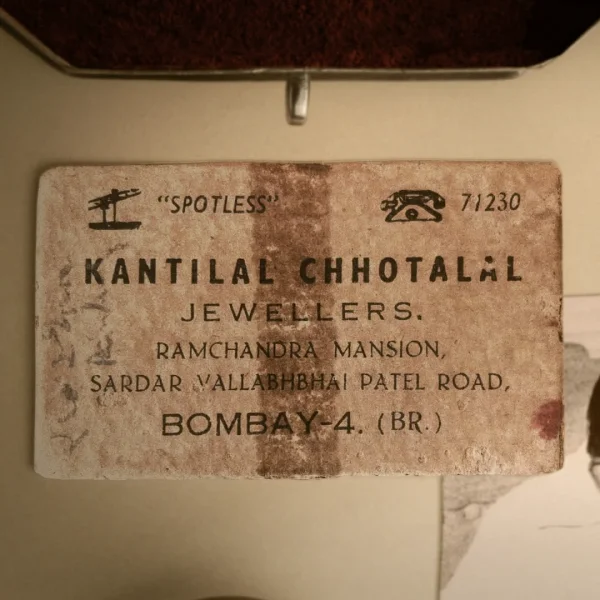 "SPOTLESS" 71230
KANTILAL CHHOTALAL
JEWELLERS.
RAMCHANDRA MANSION,
SARDAR VALLABHBHAI PATEL ROAD,
BOMBAY-4. (BR.)